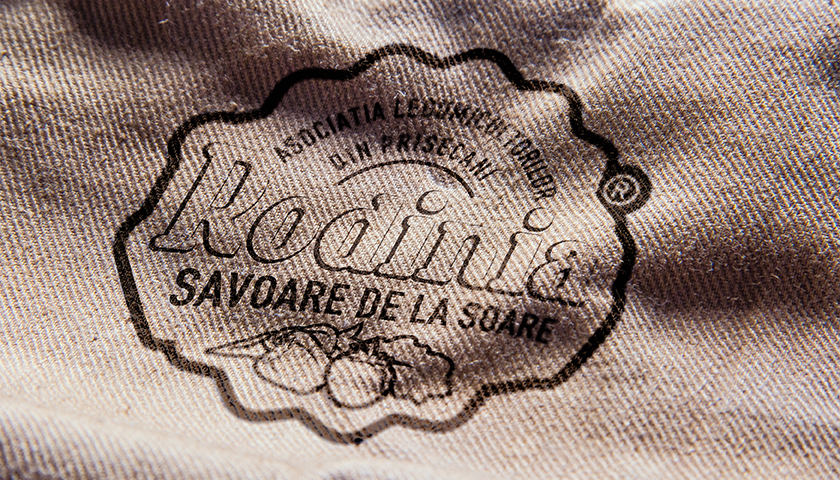 ASOCIATIA LEGUMICULTORILOR
DIN PRISECANI
Rodinia
®
SAVOARE DE LA SOARE